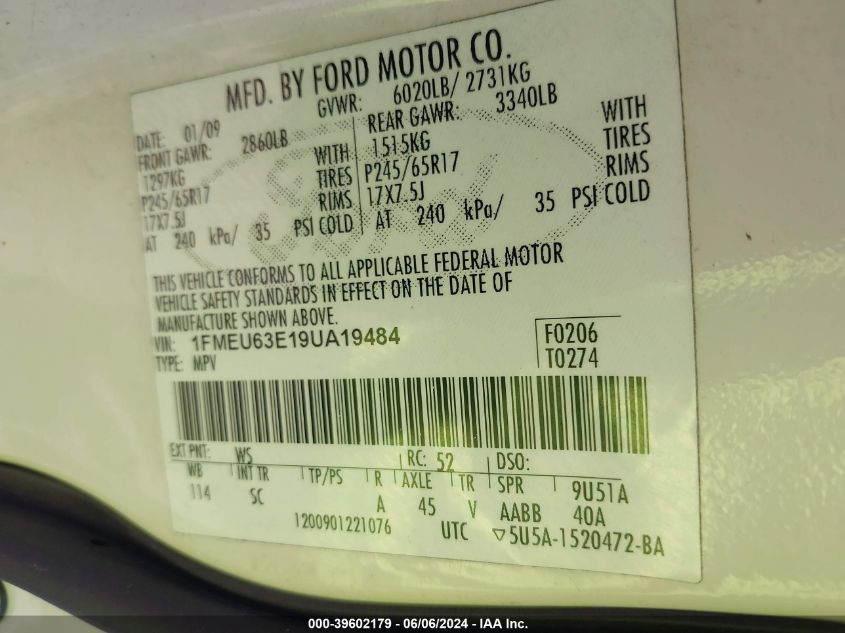 MFD. BY FORD MOTOR CO.
DATE: 01/09 GVWR: 6020LB/ 2731KG
FRONT GAWR: 2860LB REAR GAWR: 3340LB
1297KG WITH 1515KG WITH
P245/65R17 TIRES P245/65R17 TIRES
17X7.5J RIMS 17X7.5J RIMS
AT 240 kPa/ 35 PSI COLD AT 240 kPa/ 35 PSI COLD
THIS VEHICLE CONFORMS TO ALL APPLICABLE FEDERAL MOTOR
VEHICLE SAFETY STANDARDS IN EFFECT ON THE DATE OF
MANUFACTURE SHOWN ABOVE.
VIN: 1FMEU63E19UA19484 F0206
TYPE: MPV T0274
EXT PNT: WS RC: 52 DSO:
WB INT TR TP/PS R AXLE TR SPR 9U51A
114 SC A 45 V AABB 40A
1200901221076 UTC ▽5U5A-1520472-BA
000-39602179 - 06/06/2024 - IAA Inc.